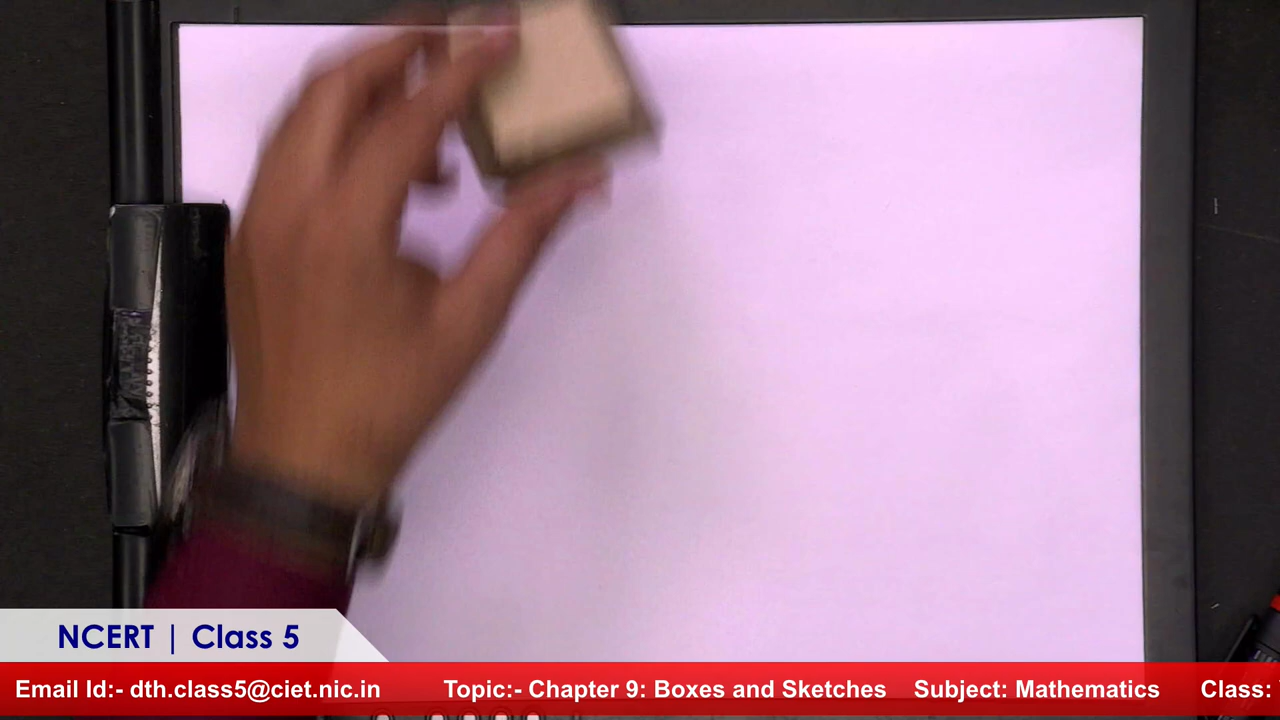 NCERT | Class 5
Email Id:- dth.class5@ciet.nic.in Topic:- Chapter 9: Boxes and Sketches Subject: Mathematics Class: